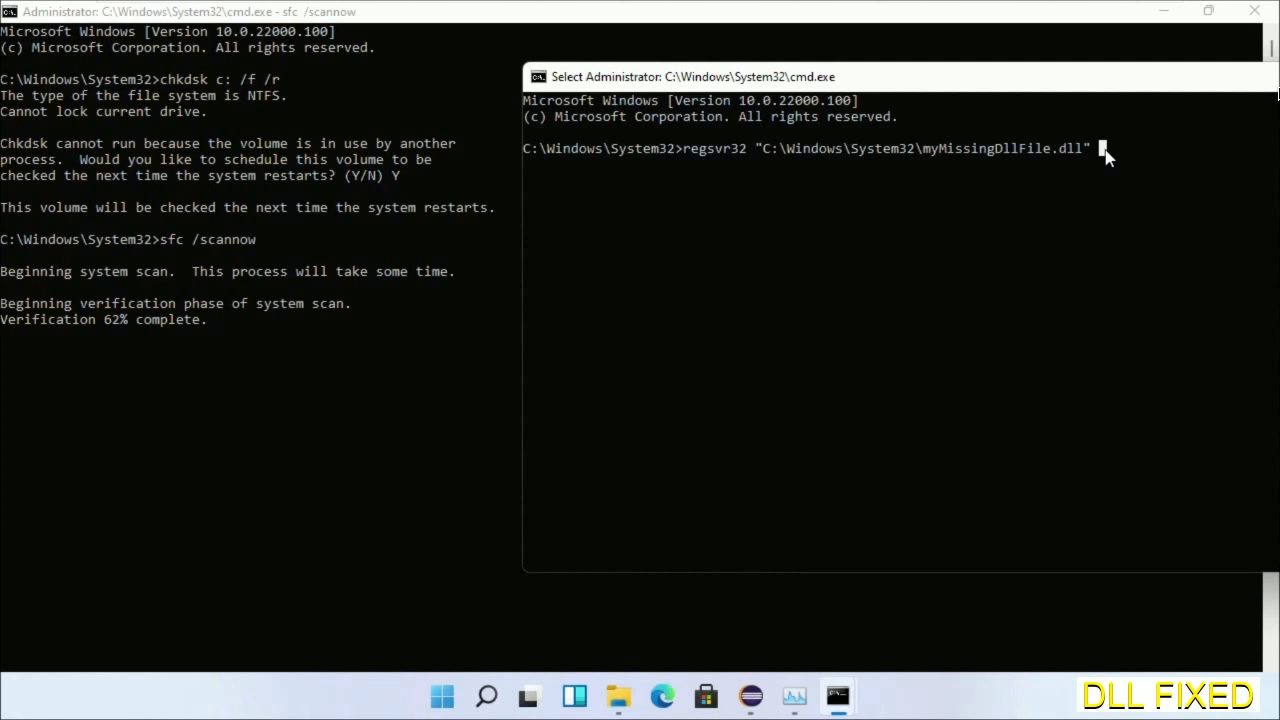 Administrator: C:\Windows\System32\cmd.exe - sfc /scannow
Microsoft Windows [Version 10.0.22000.100]
(c) Microsoft Corporation. All rights reserved.
C:\Windows\System32>chkdsk c: /f /r
The type of the file system is NTFS.
Cannot lock current drive.
Chkdsk cannot run because the volume is in use by another
process.  Would you like to schedule this volume to be
checked the next time the system restarts? (Y/N) Y
This volume will be checked the next time the system restarts.
C:\Windows\System32>sfc /scannow
Beginning system scan.  This process will take some time.
Beginning verification phase of system scan.
Verification 62% complete.
Select Administrator: C:\Windows\System32\cmd.exe
Microsoft Windows [Version 10.0.22000.100]
(c) Microsoft Corporation. All rights reserved.
C:\Windows\System32>regsvr32 "C:\Windows\System32\myMissingDllFile.dll"
DLL FIXED